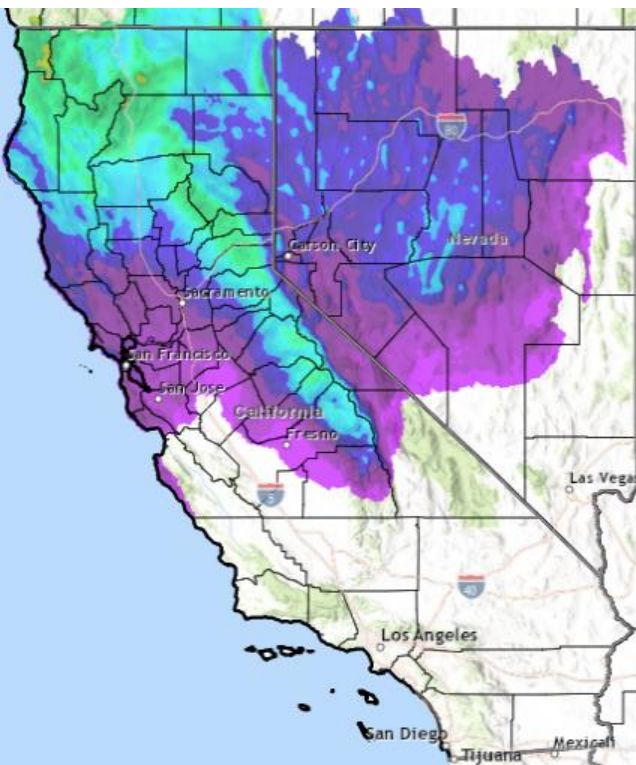 80
Carson City
Nevada
Sacramento
San Francisco
San Jose
California
Fresno
5
Las Vegas
40
Los Angeles
San Diego
Tijuana
Mexicali